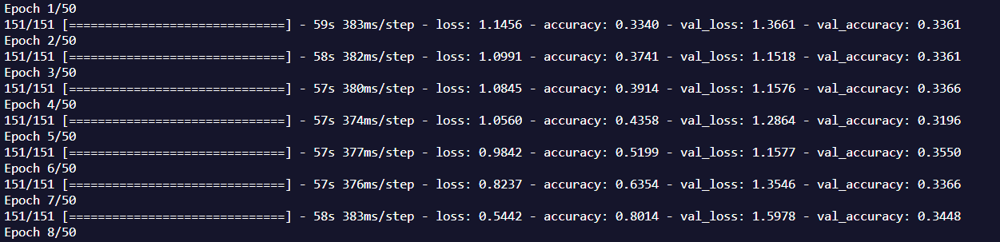 Epoch 1/50
151/151 [==============================] - 59s 383ms/step - loss: 1.1456 - accuracy: 0.3340 - val_loss: 1.3661 - val_accuracy: 0.3361
Epoch 2/50
151/151 [==============================] - 58s 382ms/step - loss: 1.0991 - accuracy: 0.3741 - val_loss: 1.1518 - val_accuracy: 0.3361
Epoch 3/50
151/151 [==============================] - 57s 380ms/step - loss: 1.0845 - accuracy: 0.3914 - val_loss: 1.1576 - val_accuracy: 0.3366
Epoch 4/50
151/151 [==============================] - 57s 374ms/step - loss: 1.0560 - accuracy: 0.4358 - val_loss: 1.2864 - val_accuracy: 0.3196
Epoch 5/50
151/151 [==============================] - 57s 377ms/step - loss: 0.9842 - accuracy: 0.5199 - val_loss: 1.1577 - val_accuracy: 0.3550
Epoch 6/50
151/151 [==============================] - 57s 376ms/step - loss: 0.8237 - accuracy: 0.6354 - val_loss: 1.3546 - val_accuracy: 0.3366
Epoch 7/50
151/151 [==============================] - 58s 383ms/step - loss: 0.5442 - accuracy: 0.8014 - val_loss: 1.5978 - val_accuracy: 0.3448
Epoch 8/50